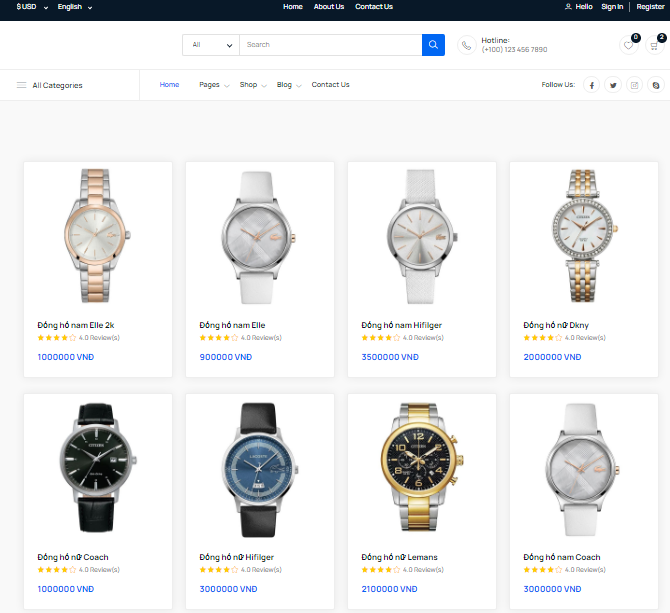 $ USD English Home About Us Contact Us Hello Sign In Register
All Search Hotline: 0 2
(+100) 123 456 7890
All Categories Home Pages Shop Blog Contact Us Follow Us:
Đồng hồ nam Elle 2k Đồng hồ nam Elle Đồng hồ nam Hifilger Đồng hồ nữ Dkny
4.0 Review(s) 4.0 Review(s) 4.0 Review(s) 4.0 Review(s)
1000000 VNĐ 900000 VNĐ 3500000 VNĐ 2000000 VNĐ
CITIZEN LACOSTE CITIZEN
Đồng hồ nữ Coach Đồng hồ nữ Hifilger Đồng hồ nữ Lemans Đồng hồ nam Coach
4.0 Review(s) 4.0 Review(s) 4.0 Review(s) 4.0 Review(s)
1000000 VNĐ 3000000 VNĐ 2100000 VNĐ 3000000 VNĐ